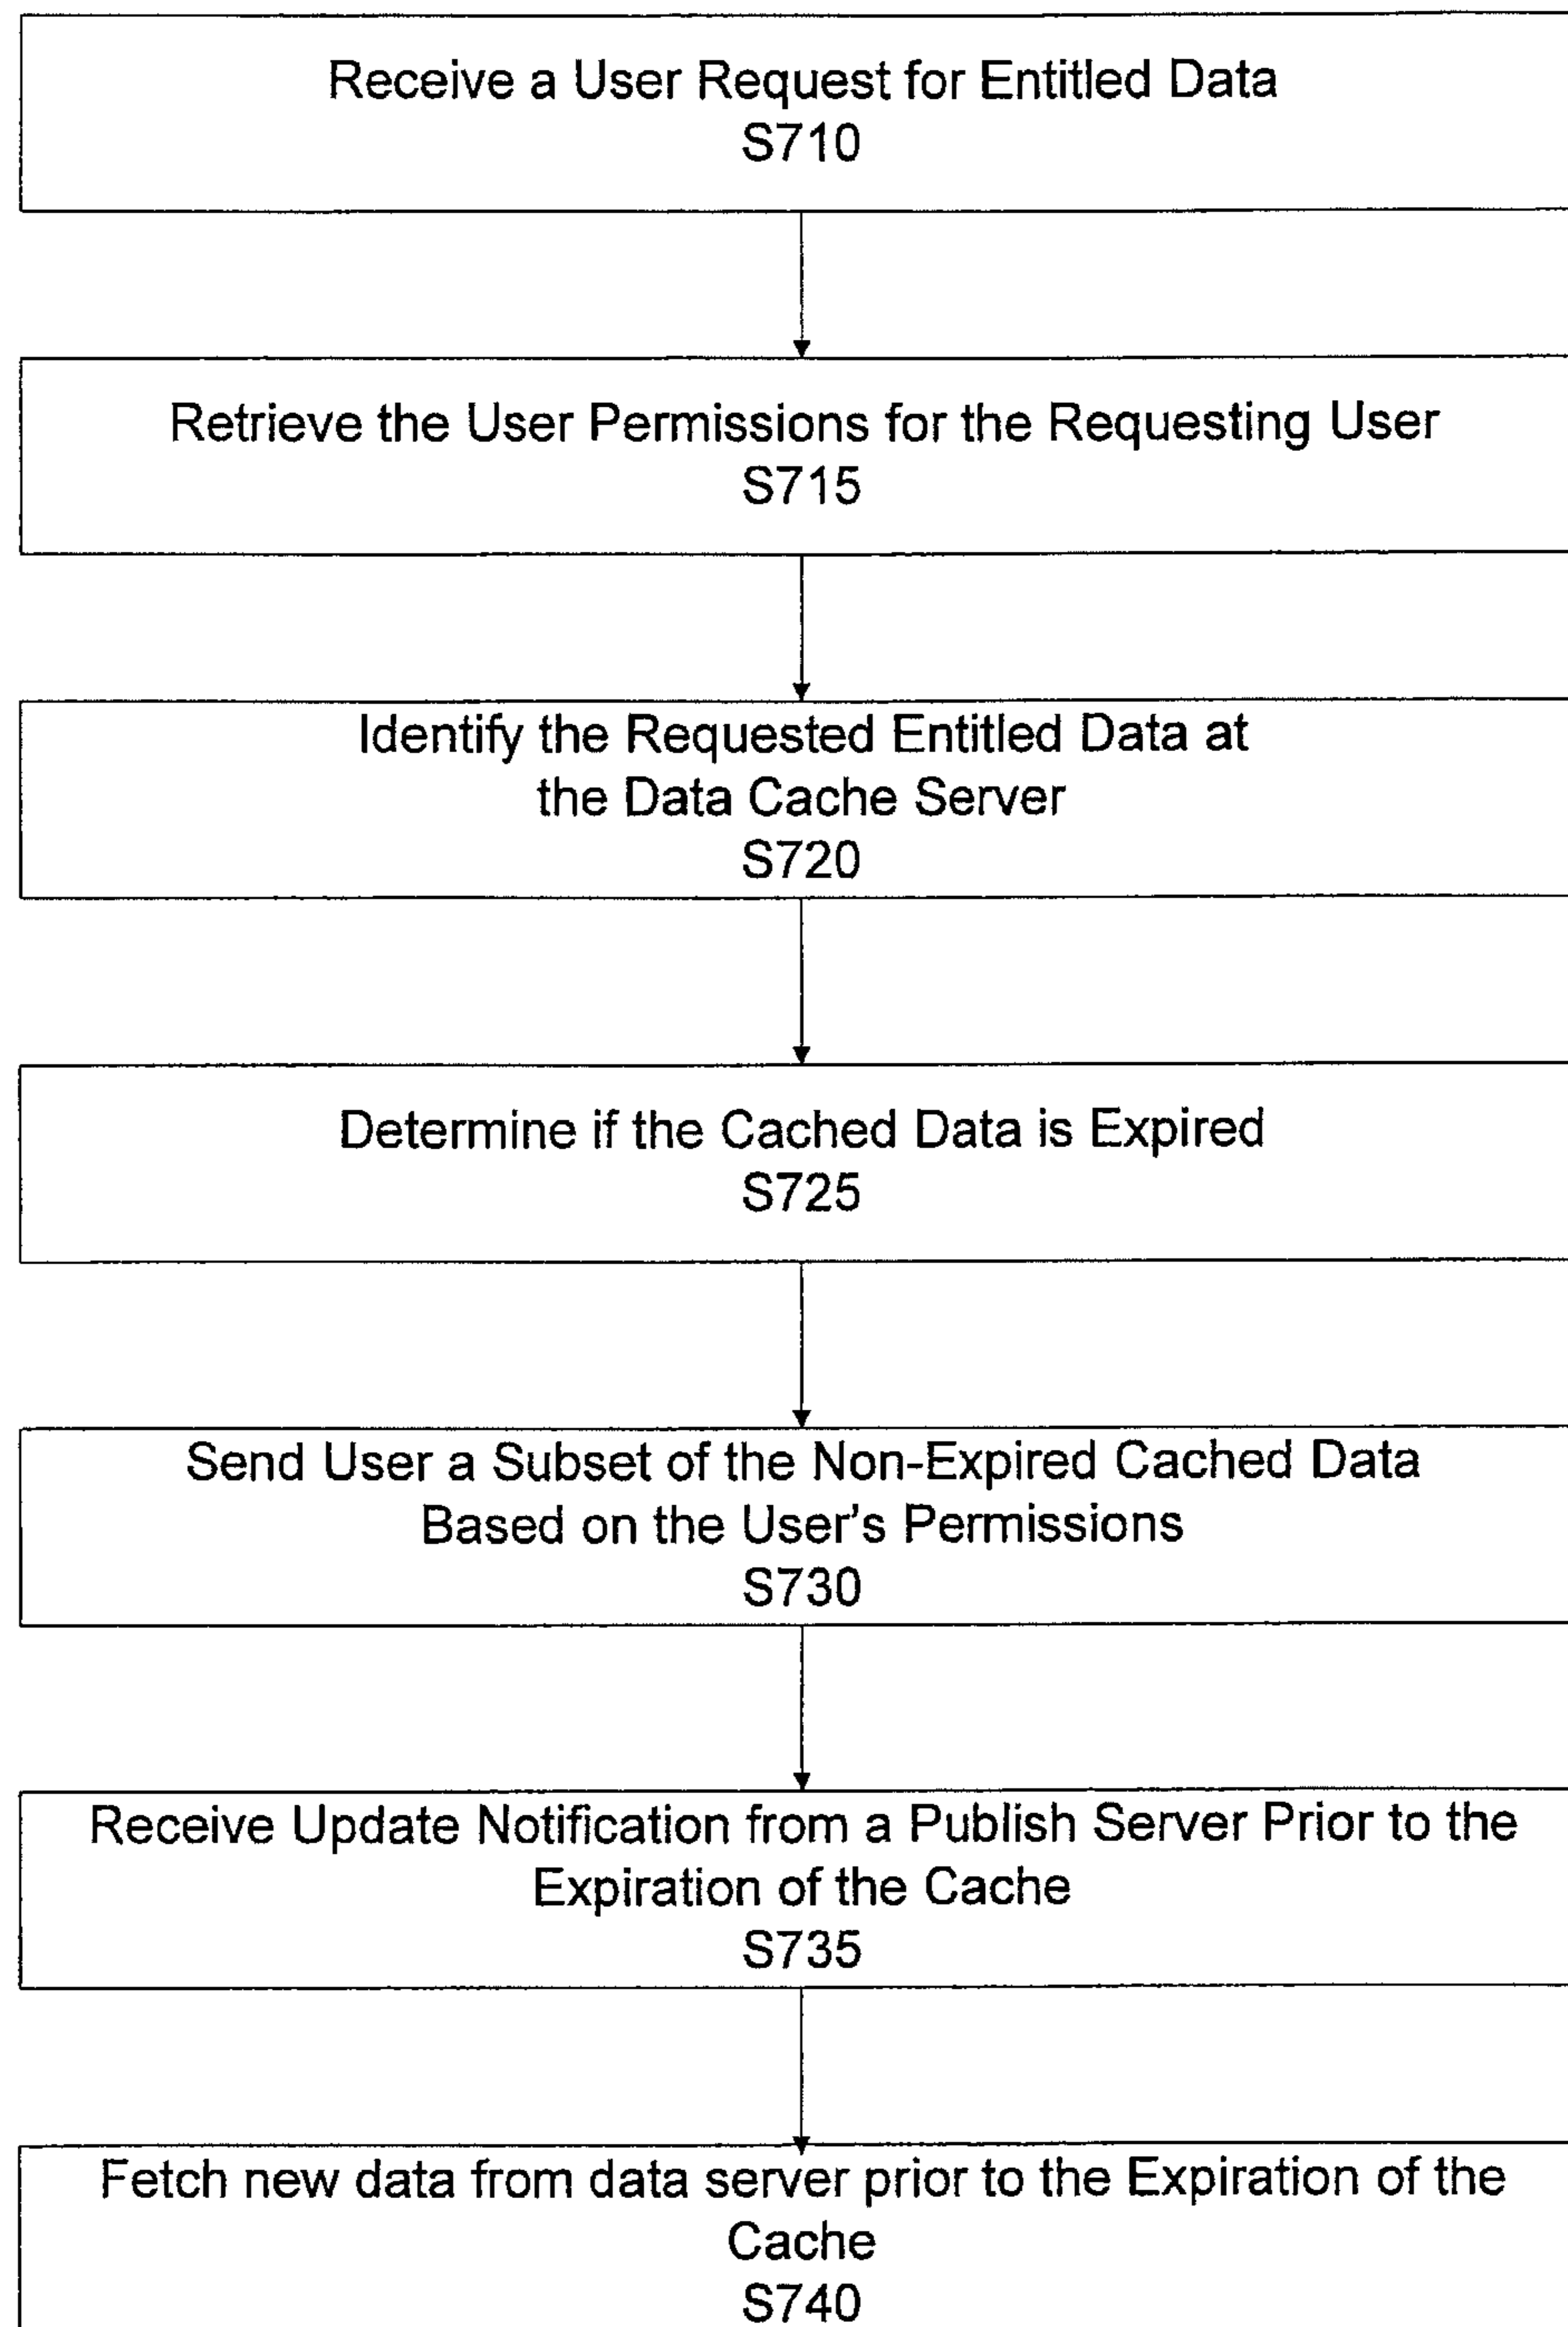 Receive a User Request for Entitled Data
S710
Retrieve the User Permissions for the Requesting User
S715
Identify the Requested Entitled Data at
the Data Cache Server
S720
Determine if the Cached Data is Expired
S725
Send User a Subset of the Non-Expired Cached Data
Based on the User's Permissions
S730
Receive Update Notification from a Publish Server Prior to the
Expiration of the Cache
S735
Fetch new data from data server prior to the Expiration of the
Cache
S740